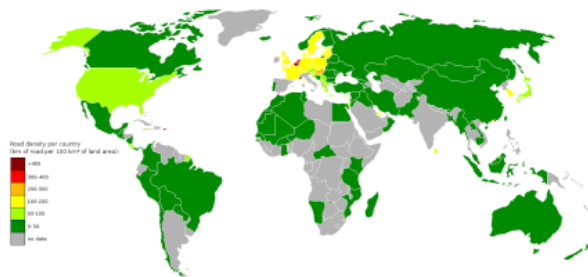 Road density per country
(km of road per 100 km² of land area):
>400
300-400
200-300
100-200
50-100
0-50
no data